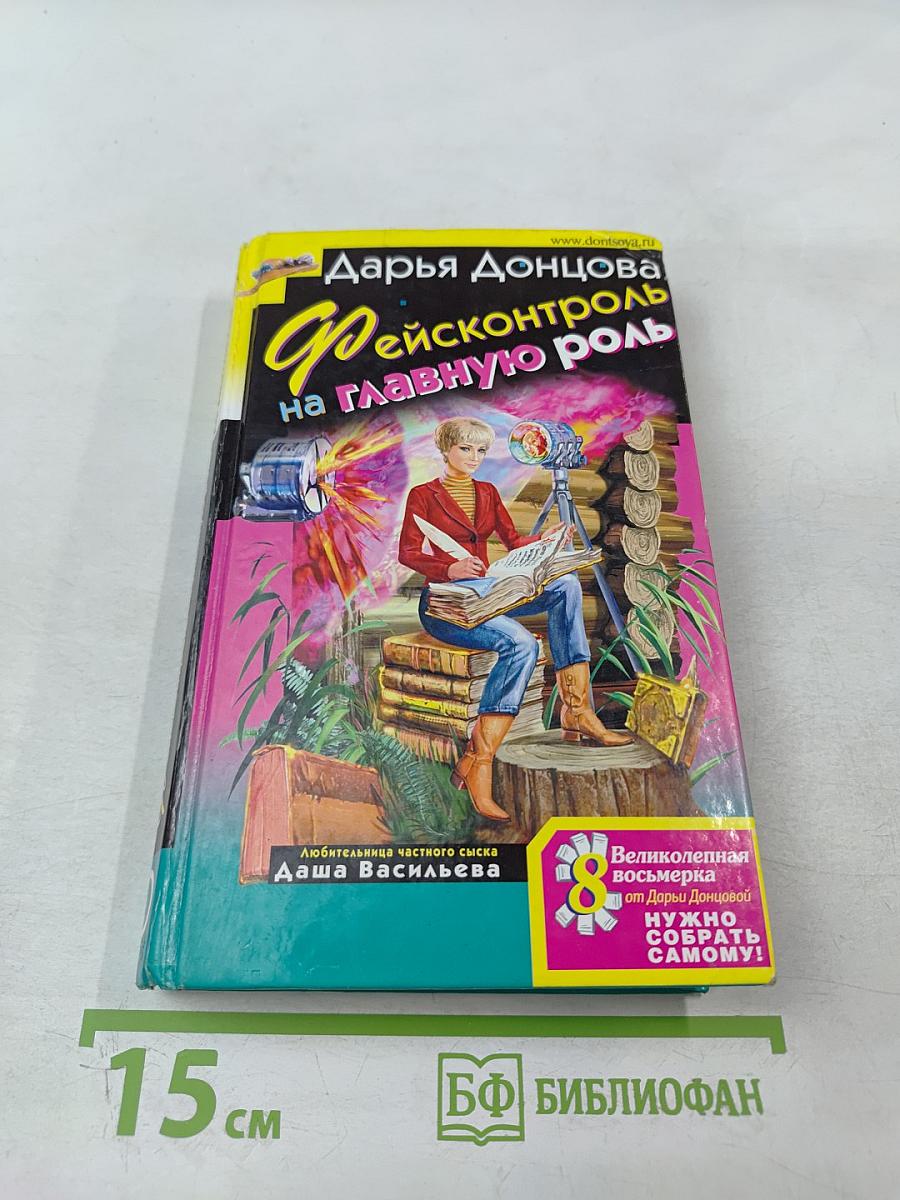 www.dontsova.ru
Дарья Донцова
Фейсконтроль
на главную роль
Любительница частного сыска
Даша Васильева
8
Великолепная
восьмерка
от Дарьи Донцовой
НУЖНО
СОБРАТЬ
САМОМУ!
15 см
БФ БИБЛИОФАН